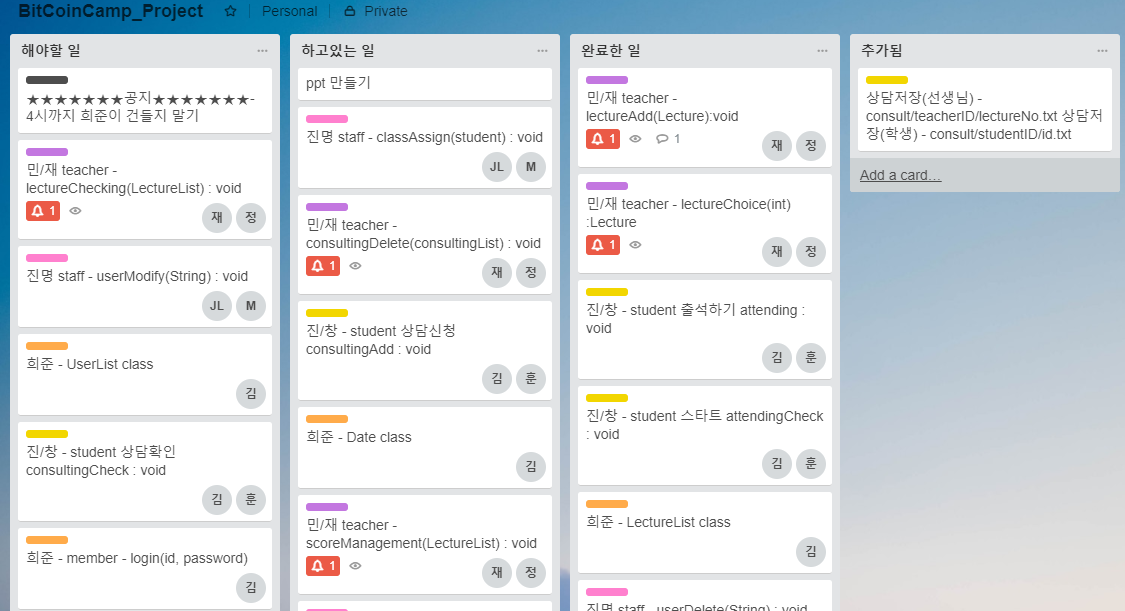 BitCoinCamp_Project
Personal
Private
해야할 일
★★★★★★★공지★★★★★★★-
4시까지 희준이 건들지 말기
민/재 teacher -
lectureChecking(LectureList) : void
1
재
정
진명 staff - userModify(String) : void
JL
M
희준 - UserList class
김
진/창 - student 상담확인
consultingCheck : void
김
훈
희준 - member - login(id, password)
김
하고있는 일
ppt 만들기
진명 staff - classAssign(student) : void
JL
M
민/재 teacher -
consultingDelete(consultingList) : void
1
재
정
진/창 - student 상담신청
consultingAdd : void
김
훈
희준 - Date class
김
민/재 teacher -
scoreManagement(LectureList) : void
1
재
정
완료한 일
민/재 teacher -
lectureAdd(Lecture):void
1
1
재
정
민/재 teacher - lectureChoice(int)
:Lecture
1
재
정
진/창 - student 출석하기 attending :
void
김
훈
진/창 - student 스타트 attendingCheck
: void
김
훈
희준 - LectureList class
김
진명 staff - userDelete(String) : void
추가됨
상담저장(선생님) -
consult/teacherID/lectureNo.txt 상담저
장(학생) - consult/studentID/id.txt
Add a card…